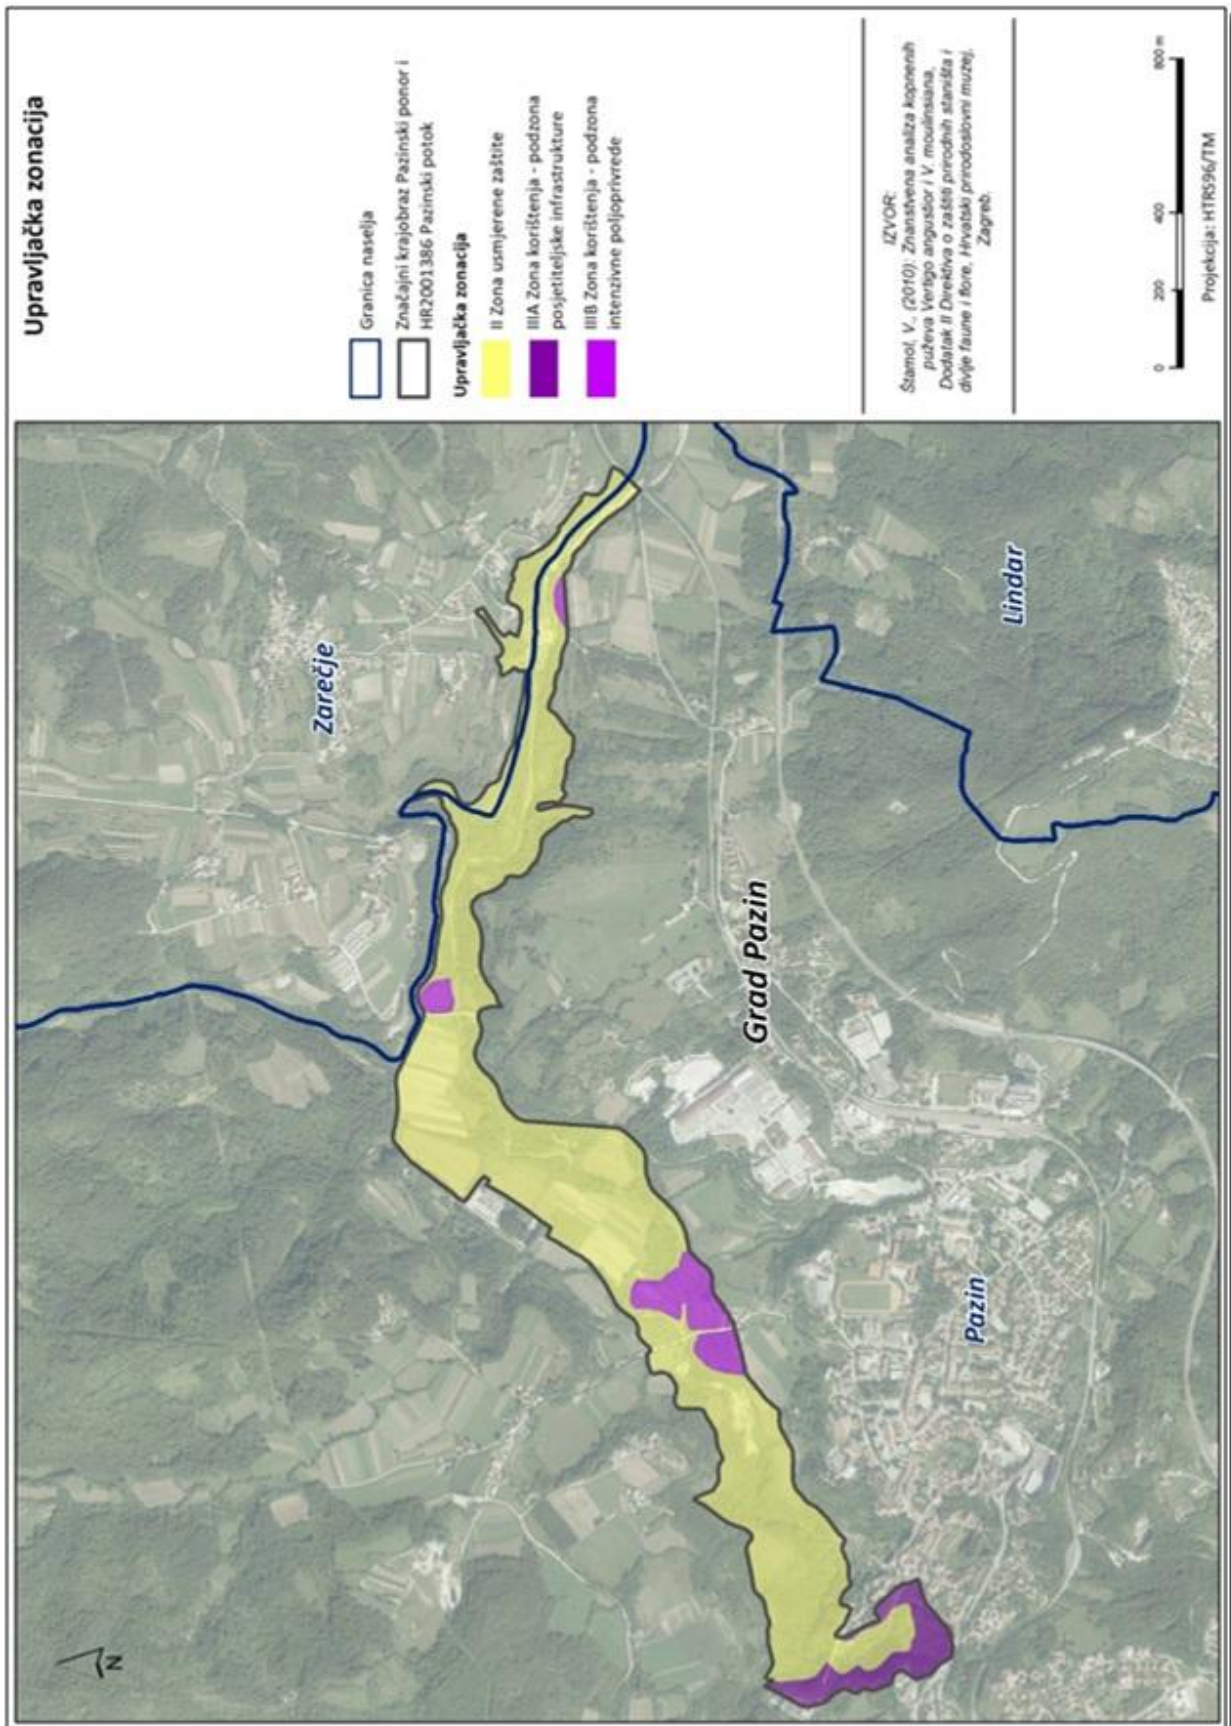 Upravljačka zonacija
Granica naselja
Značajni krajobraz Pazinski ponor i
HR2001386 Pazinski potok
Upravljačka zonacija
II Zona usmjerene zaštite
IIIA Zona korištenja - podzona
posjetiteljske infrastrukture
IIIB Zona korištenja - podzona
intenzivne poljoprivrede
IZVOR:
Štamol, V., (2010): Znanstvena analiza kopnenih
puževa Vertigo angustior i V. moulinsiana,
Dodatak II Direktiva o zaštiti prirodnih staništa i
divlje faune i flore, Hrvatski prirodoslovni muzej,
Zagreb.
0 200 400 800 m
Projekcija: HTRS96/TM
N
Zarečje
Lindar
Grad Pazin
Pazin